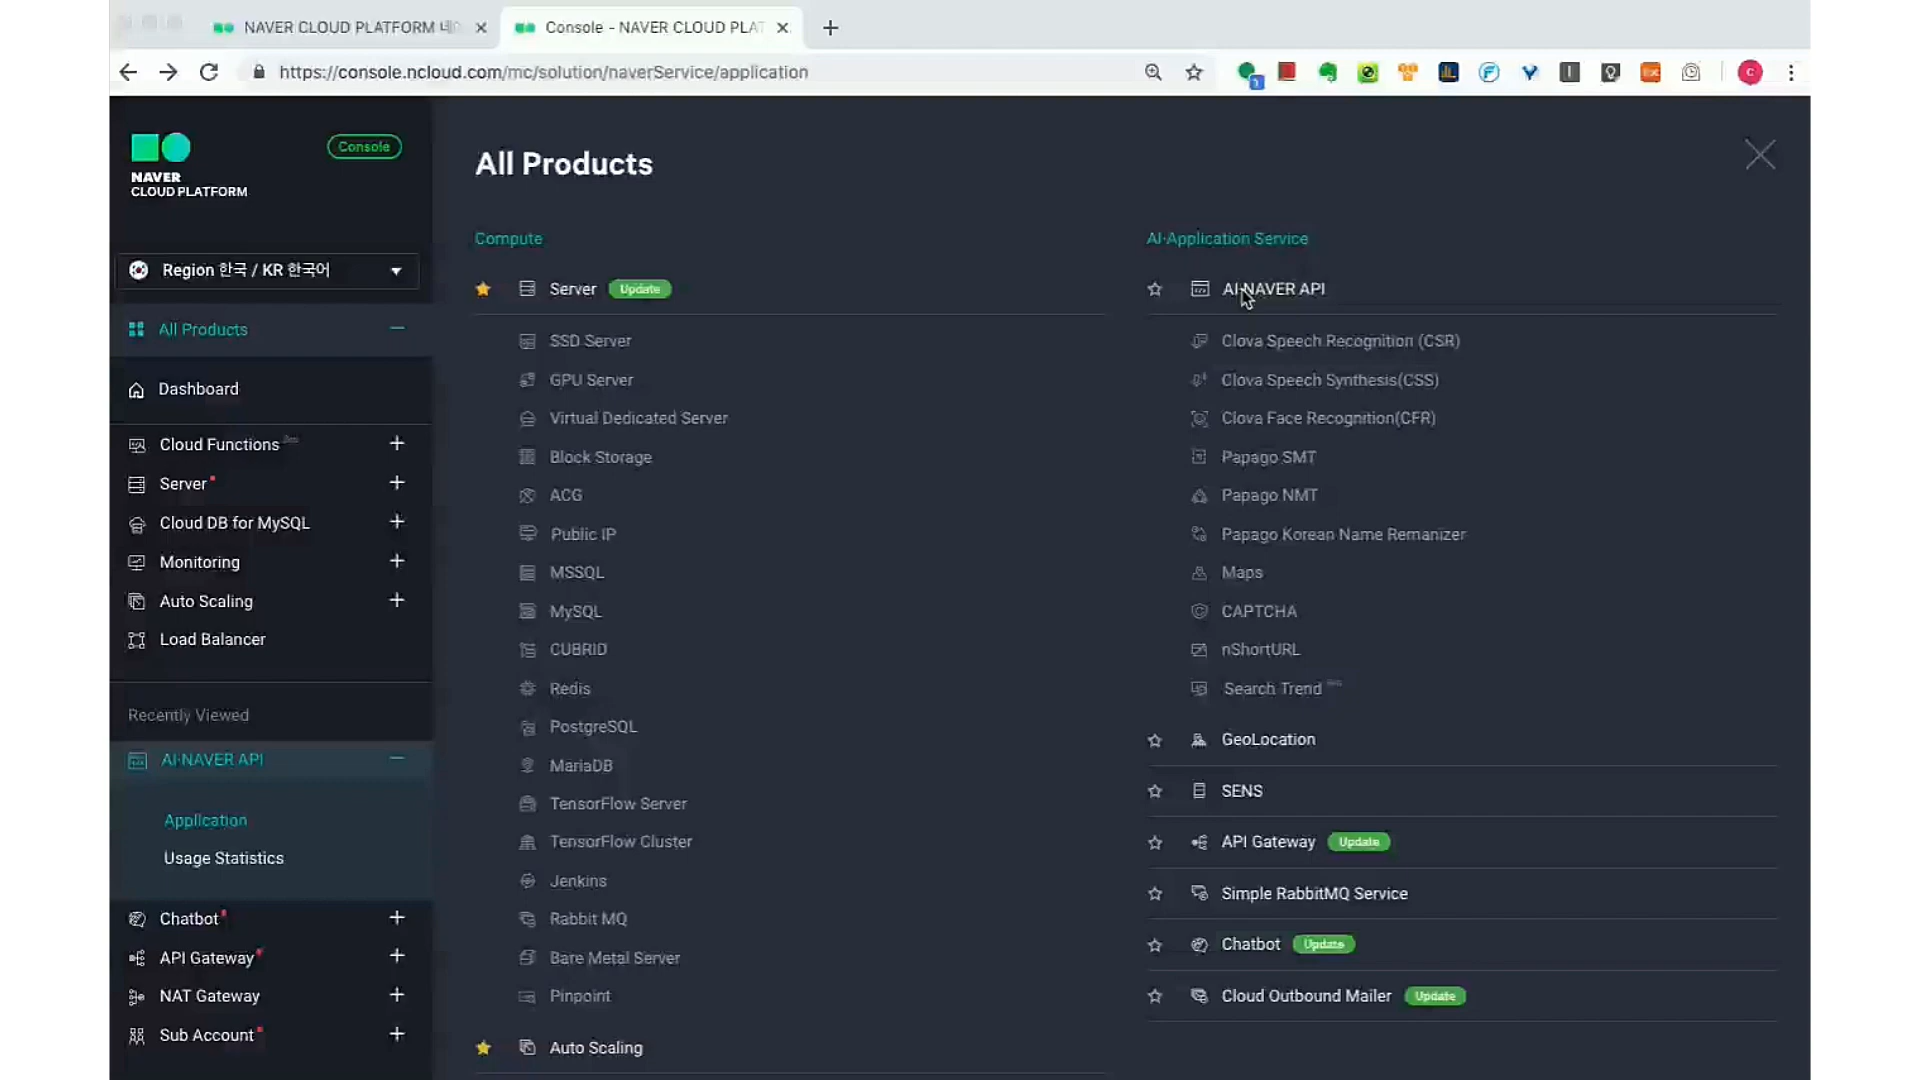 NAVER CLOUD PLATFORM 네
Console - NAVER CLOUD PLAT
https://console.ncloud.com/mc/solution/naverService/application
NAVER
CLOUD PLATFORM
Console
Region 한국 / KR 한국어
All Products
Dashboard
Cloud Functions
Server
Cloud DB for MySQL
Monitoring
Auto Scaling
Load Balancer
Recently Viewed
AI·NAVER API
Application
Usage Statistics
Chatbot
API Gateway
NAT Gateway
Sub Account
All Products
Compute
Server Update
SSD Server
GPU Server
Virtual Dedicated Server
Block Storage
ACG
Public IP
MSSQL
MySQL
CUBRID
Redis
PostgreSQL
MariaDB
TensorFlow Server
TensorFlow Cluster
Jenkins
Rabbit MQ
Bare Metal Server
Pinpoint
Auto Scaling
AI·Application Service
AI·NAVER API
Clova Speech Recognition (CSR)
Clova Speech Synthesis(CSS)
Clova Face Recognition(CFR)
Papago SMT
Papago NMT
Papago Korean Name Remanizer
Maps
CAPTCHA
nShortURL
Search Trend
GeoLocation
SENS
API Gateway Update
Simple RabbitMQ Service
Chatbot Update
Cloud Outbound Mailer Update